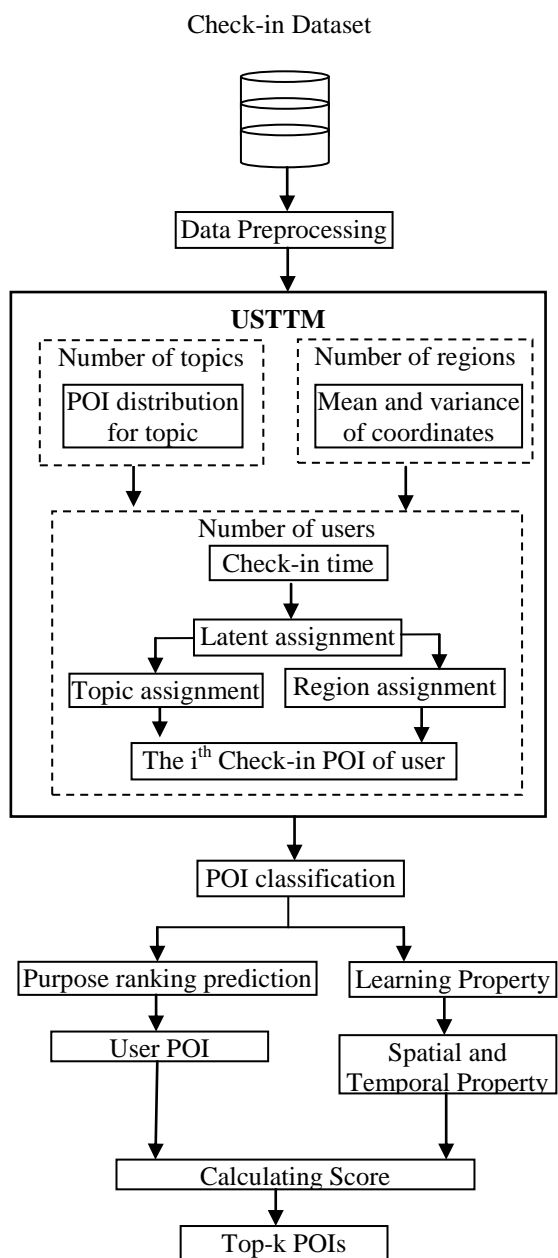 Check-in Dataset
Data Preprocessing
USTTM
Number of topics
POI distribution
for topic
Number of regions
Mean and variance
of coordinates
Number of users
Check-in time
Latent assignment
Topic assignment
Region assignment
The i^th Check-in POI of user
POI classification
Purpose ranking prediction
Learning Property
User POI
Spatial and
Temporal Property
Calculating Score
Top-k POIs